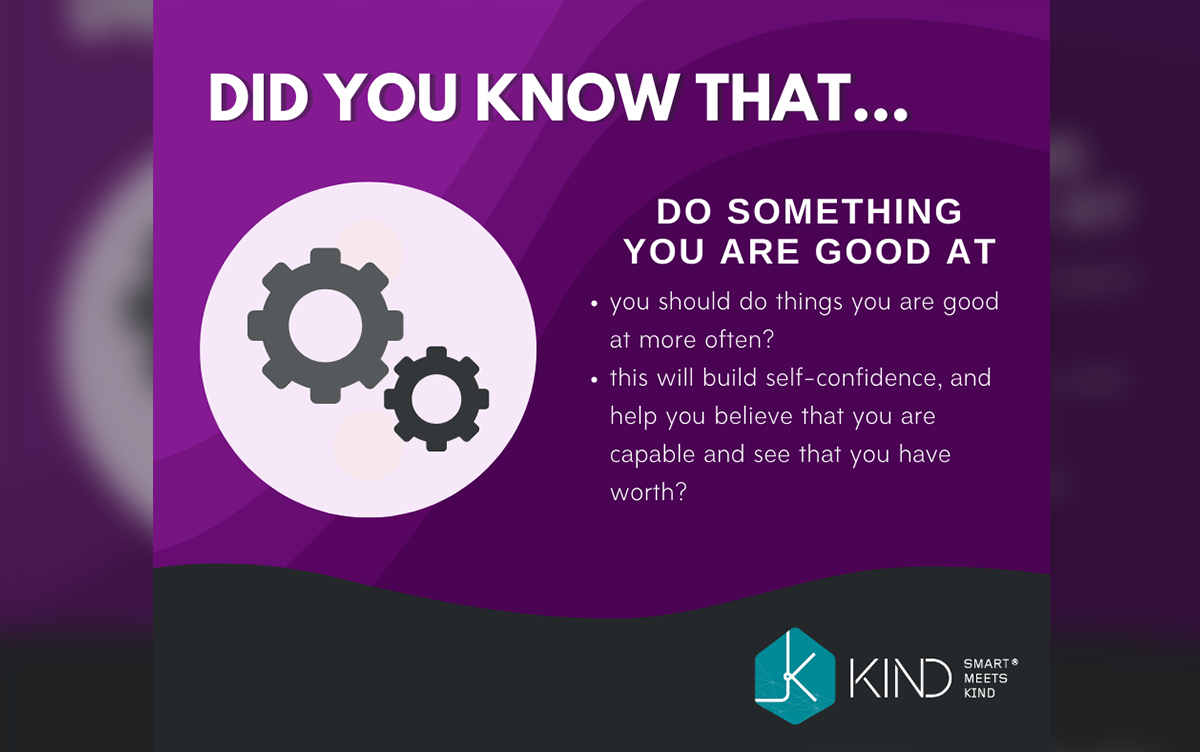 DID YOU KNOW THAT...
DO SOMETHING
YOU ARE GOOD AT
• you should do things you are good
at more often?
• this will build self-confidence, and
help you believe that you are
capable and see that you have
worth?
KIND
SMART®
MEETS
KIND